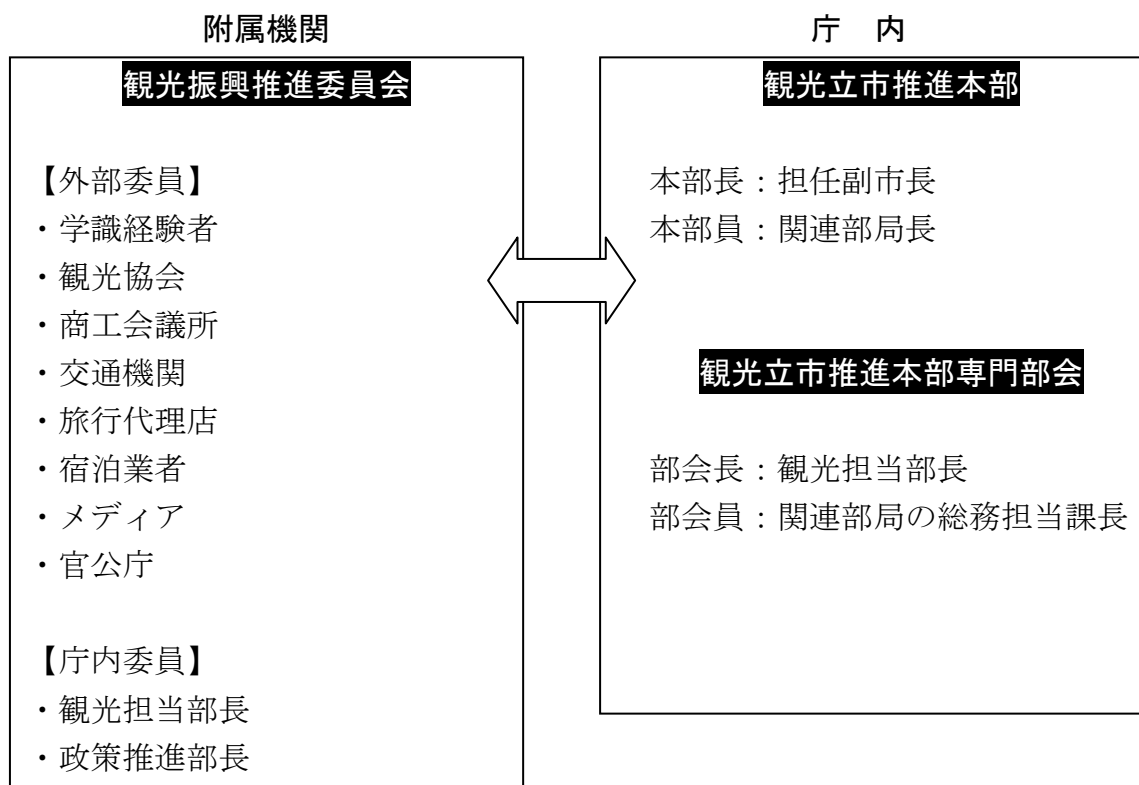 附属機関
観光振興推進委員会
【外部委員】
・学識経験者
・観光協会
・商工会議所
・交通機関
・旅行代理店
・宿泊業者
・メディア
・官公庁
【庁内委員】
・観光担当部長
・政策推進部長
庁　内
観光立市推進本部
本部長：担任副市長
本部員：関連部局長
観光立市推進本部専門部会
部会長：観光担当部長
部会員：関連部局の総務担当課長